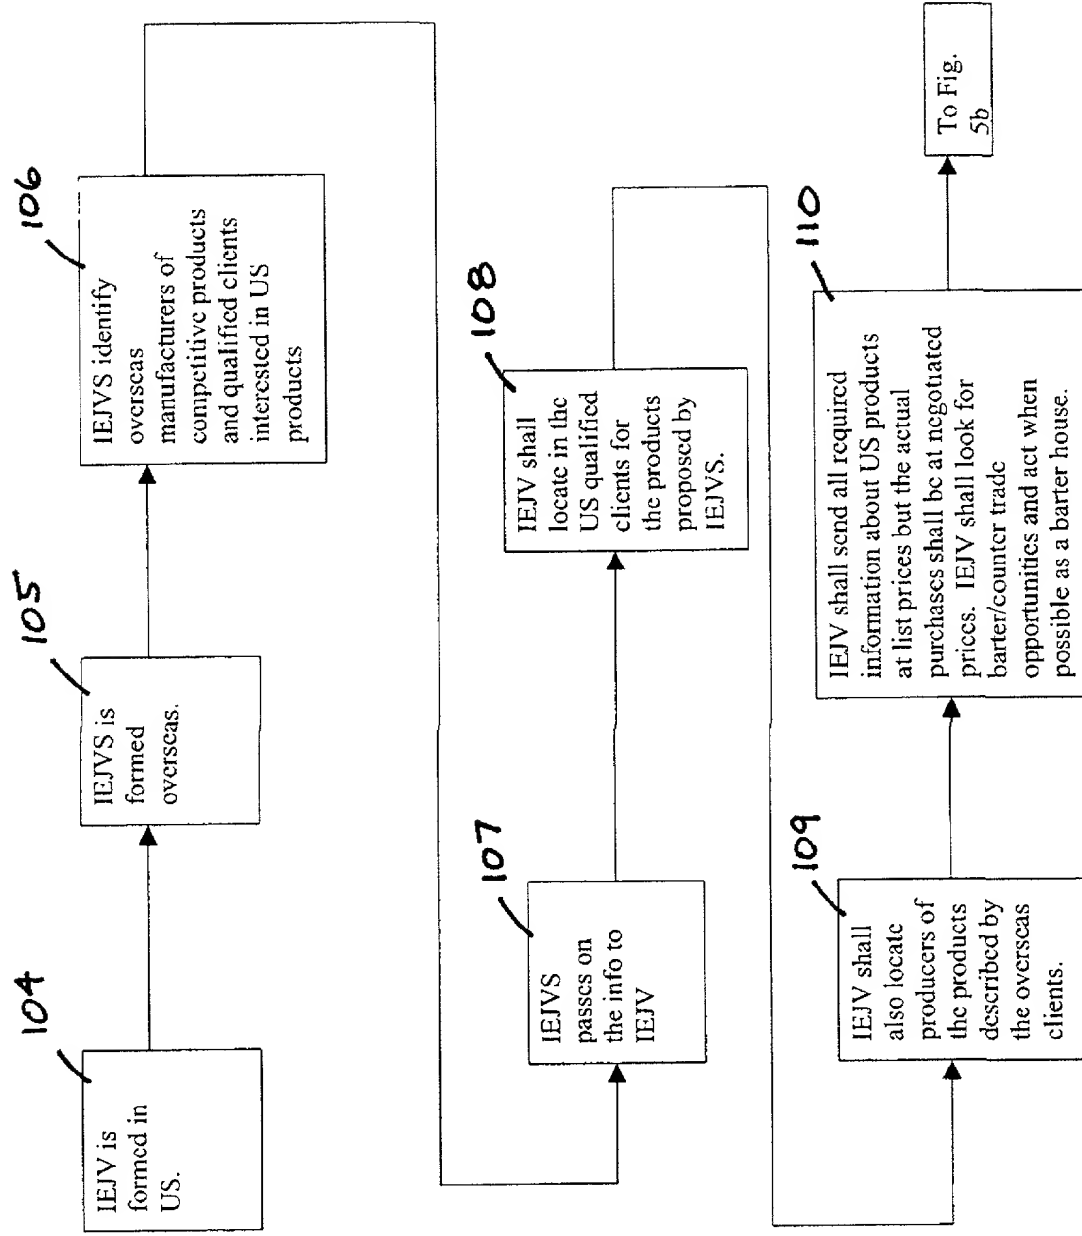 104
IEJV is
formed in
US.
105
IEJVS is
formed
overseas.
106
IEJVS identify
overseas
manufacturers of
competitive products
and qualified clients
interested in US
products
107
IEJVS
passes on
the info to
IEJV
108
IEJV shall
locate in the
US qualified
clients for
the products
proposed by
IEJVS.
109
IEJV shall
also locate
producers of
the products
described by
the overseas
clients.
110
IEJV shall send all required
information about US products
at list prices but the actual
purchases shall be at negotiated
prices. IEJV shall look for
barter/counter trade
opportunities and act when
possible as a barter house.
To Fig.
5b